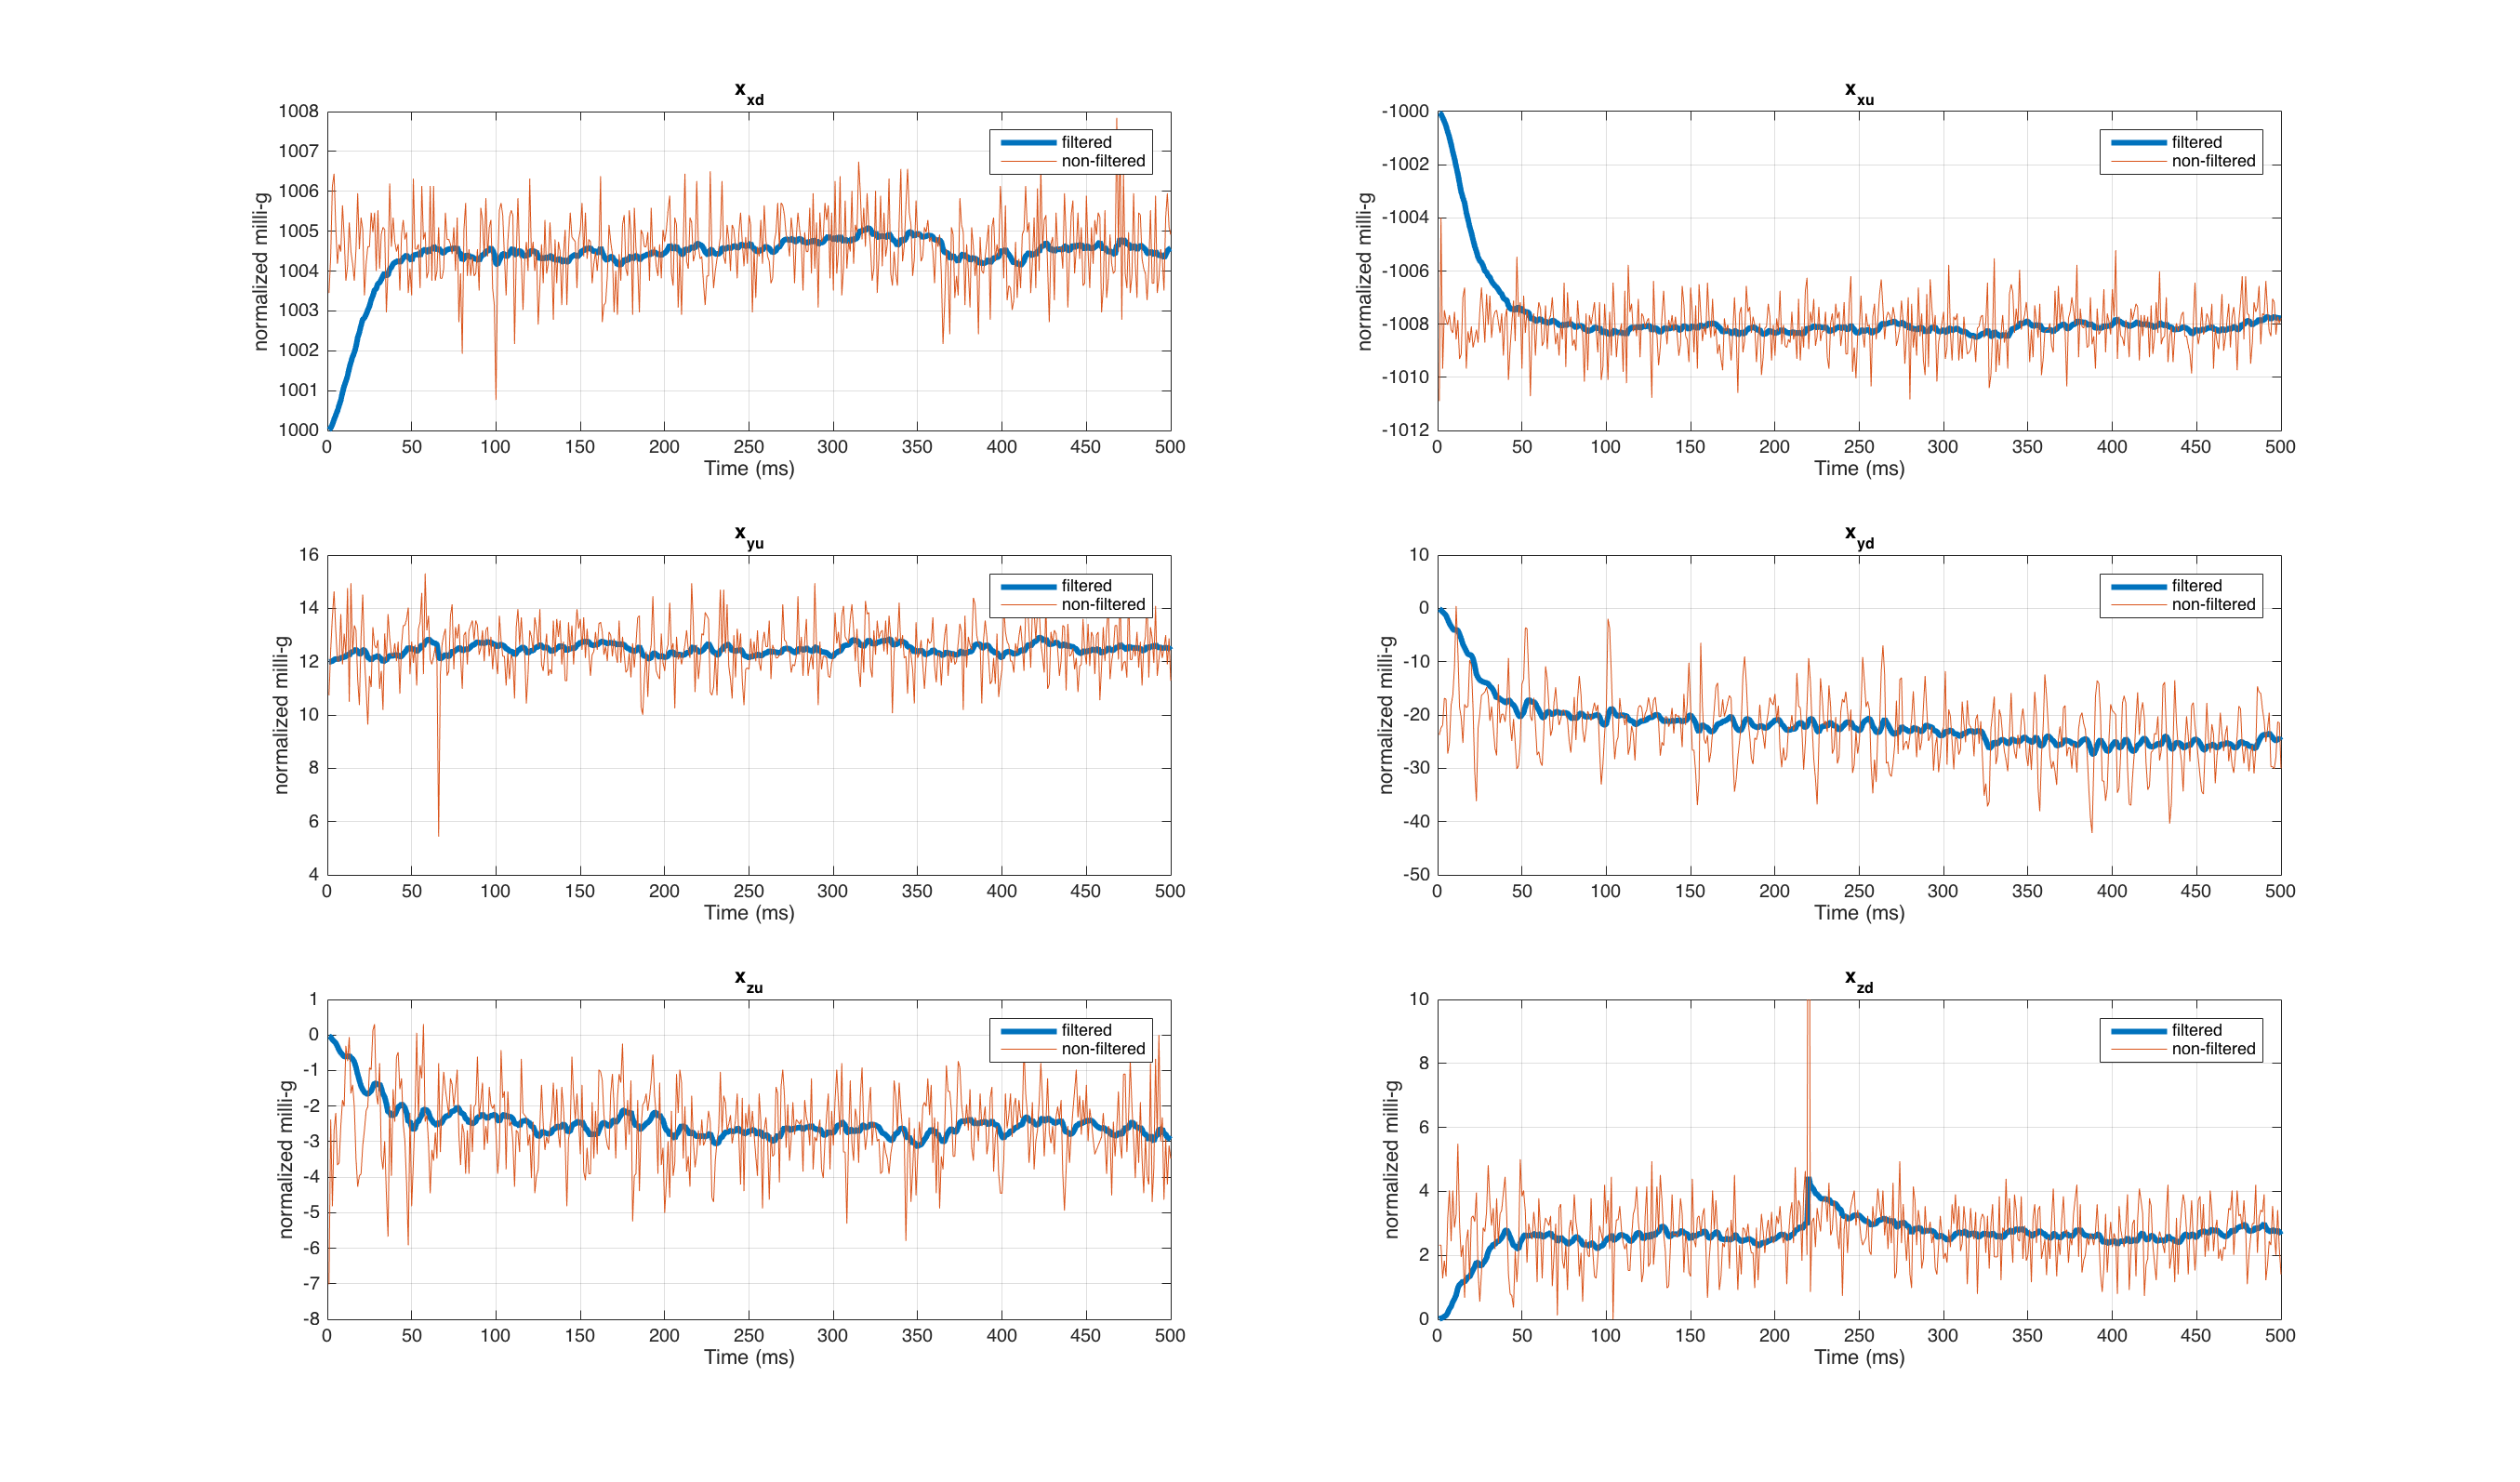 x_xd
1008
1007
1006
1005
1004
1003
1002
1001
1000
normalized milli-g
filtered
non-filtered
0 50 100 150 200 250 300 350 400 450 500
Time (ms)
x_xu
-1000
-1002
-1004
-1006
-1008
-1010
-1012
normalized milli-g
filtered
non-filtered
0 50 100 150 200 250 300 350 400 450 500
Time (ms)
x_yu
16
14
12
10
8
6
4
normalized milli-g
filtered
non-filtered
0 50 100 150 200 250 300 350 400 450 500
Time (ms)
x_yd
10
0
-10
-20
-30
-40
-50
normalized milli-g
filtered
non-filtered
0 50 100 150 200 250 300 350 400 450 500
Time (ms)
x_zu
1
0
-1
-2
-3
-4
-5
-6
-7
-8
normalized milli-g
filtered
non-filtered
0 50 100 150 200 250 300 350 400 450 500
Time (ms)
x_zd
10
8
6
4
2
0
normalized milli-g
filtered
non-filtered
0 50 100 150 200 250 300 350 400 450 500
Time (ms)